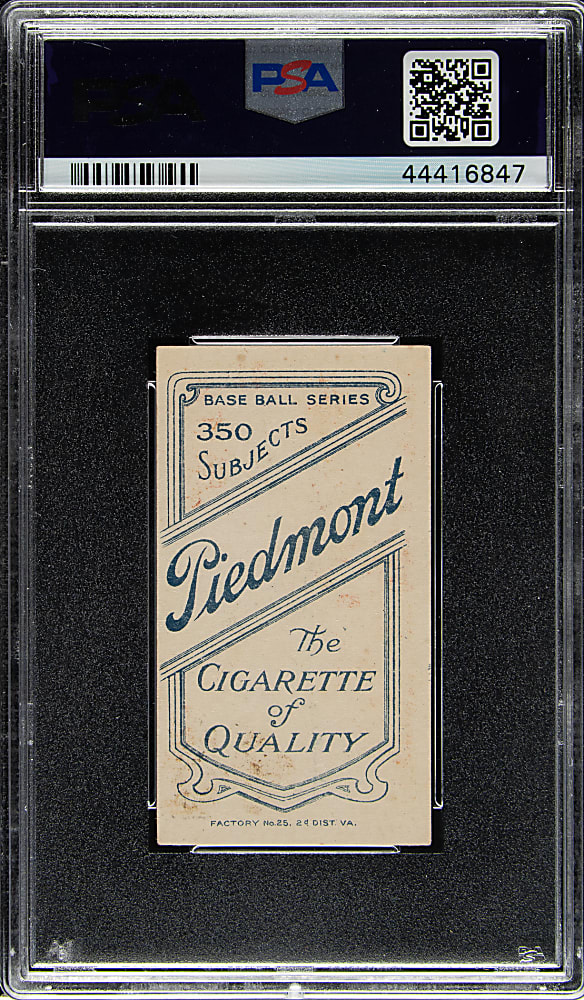 PSA
44416847
BASE BALL SERIES
350
SUBJECTS
Piedmont
The
CIGARETTE
of
QUALITY
FACTORY No. 25. 2d DIST. VA.